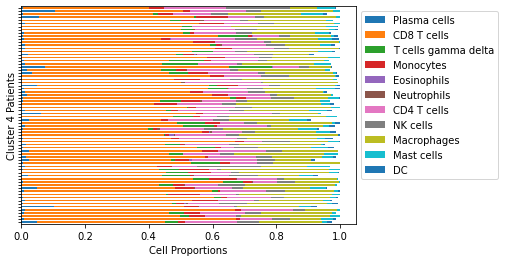 Cluster 4 Patients
0.0 0.2 0.4 0.6 0.8 1.0
Cell Proportions
Plasma cells
CD8 T cells
T cells gamma delta
Monocytes
Eosinophils
Neutrophils
CD4 T cells
NK cells
Macrophages
Mast cells
DC